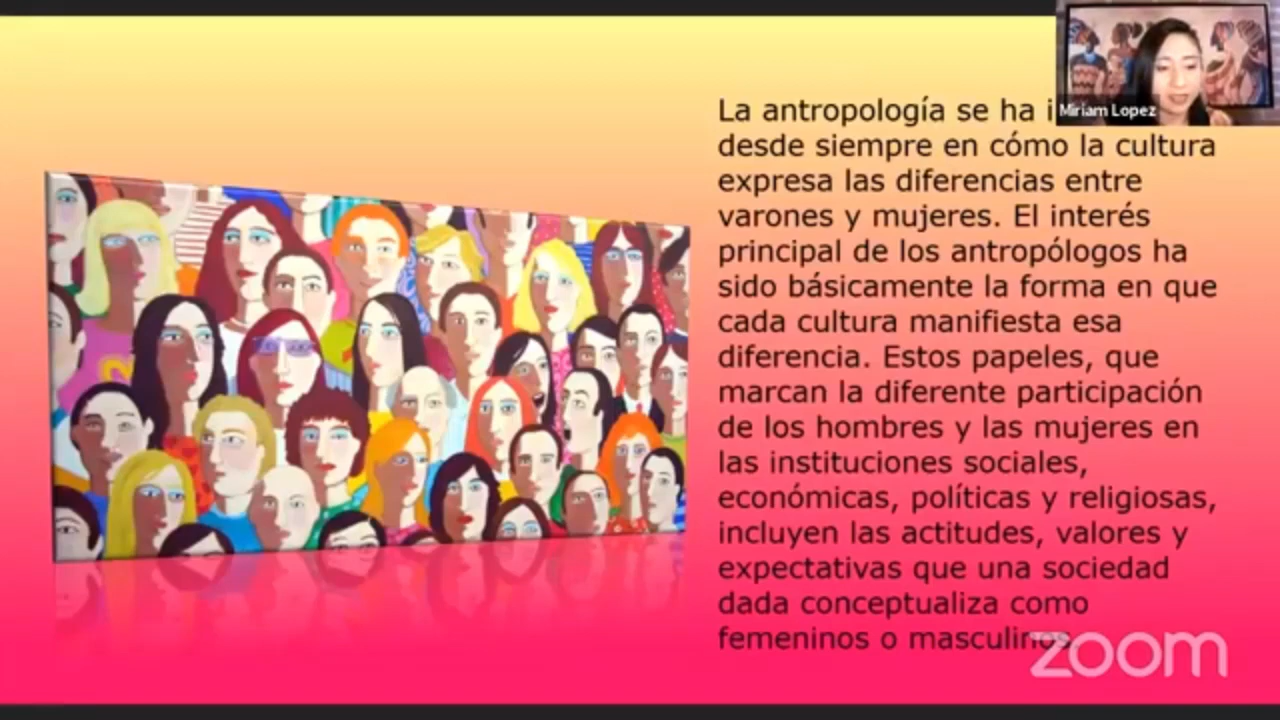 La antropología se ha
desde siempre en cómo la cultura
expresa las diferencias entre
varones y mujeres. El interés
principal de los antropólogos ha
sido básicamente la forma en que
cada cultura manifiesta esa
diferencia. Estos papeles, que
marcan la diferente participación
de los hombres y las mujeres en
las instituciones sociales,
económicas, políticas y religiosas,
incluyen las actitudes, valores y
expectativas que una sociedad
dada conceptualiza como
femeninos o masculinos
Miriam Lopez
zoom